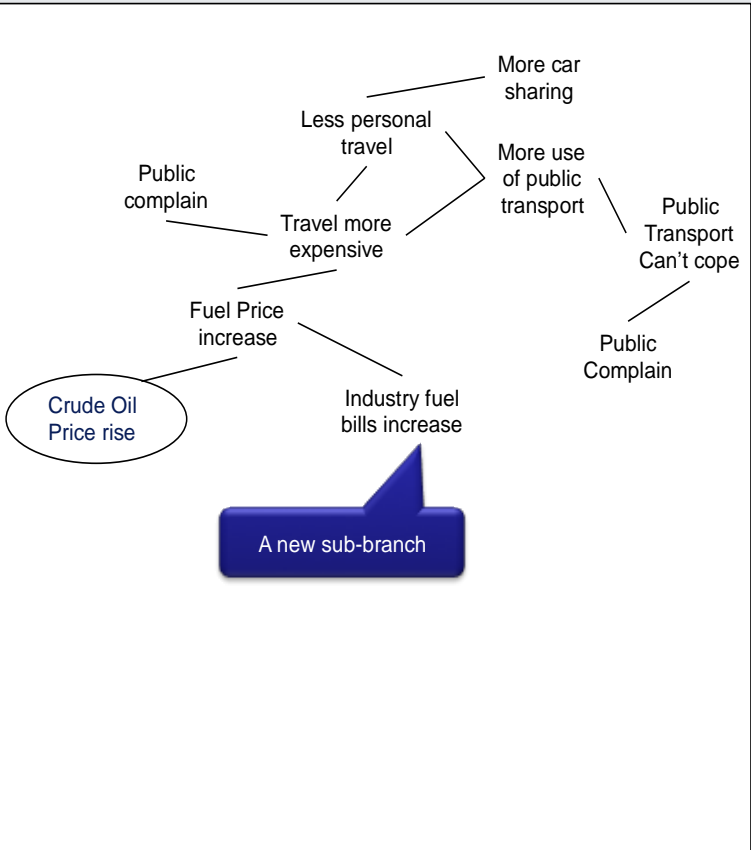 More car
sharing
Less personal
travel
More use
of public
transport
Public
complain
Public
Transport
Can't cope
Travel more
expensive
Fuel Price
increase
Public
Complain
Crude Oil
Price rise
Industry fuel
bills increase
A new sub-branch